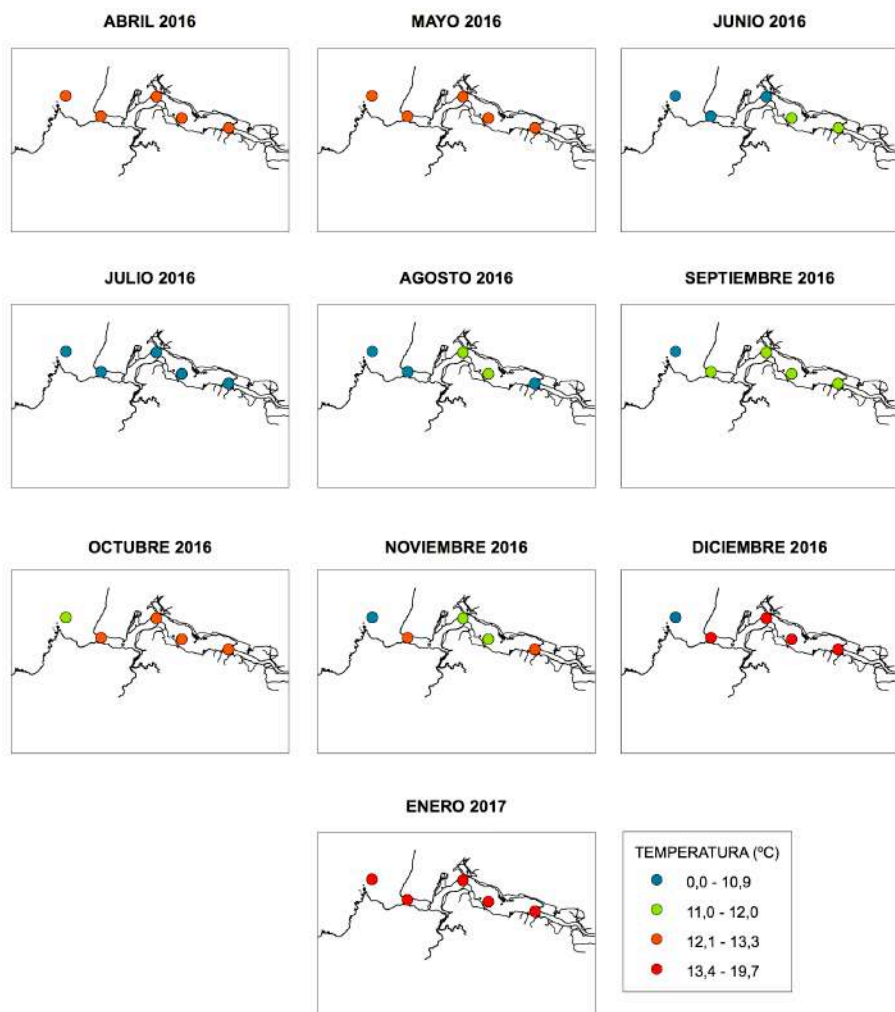 ABRIL 2016
MAYO 2016
JUNIO 2016
JULIO 2016
AGOSTO 2016
SEPTIEMBRE 2016
OCTUBRE 2016
NOVIEMBRE 2016
DICIEMBRE 2016
ENERO 2017
TEMPERATURA (ºC)
0,0 - 10,9
11,0 - 12,0
12,1 - 13,3
13,4 - 19,7